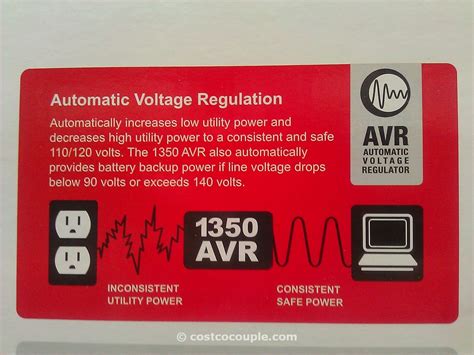 Automatic Voltage Regulation
Automatically increases low utility power and
decreases high utility power to a consistent and safe
110/120 volts. The 1350 AVR also automatically
provides battery backup power if line voltage drops
below 90 volts or exceeds 140 volts.
AVR
AUTOMATIC
VOLTAGE
REGULATOR
1350
AVR
INCONSISTENT
UTILITY POWER
CONSISTENT
SAFE POWER
© costcocouple.com